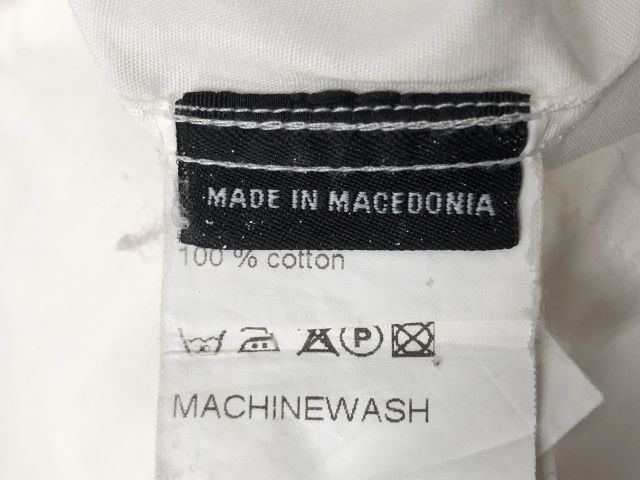 MADE IN MACEDONIA
100 % cotton
P
MACHINEWASH